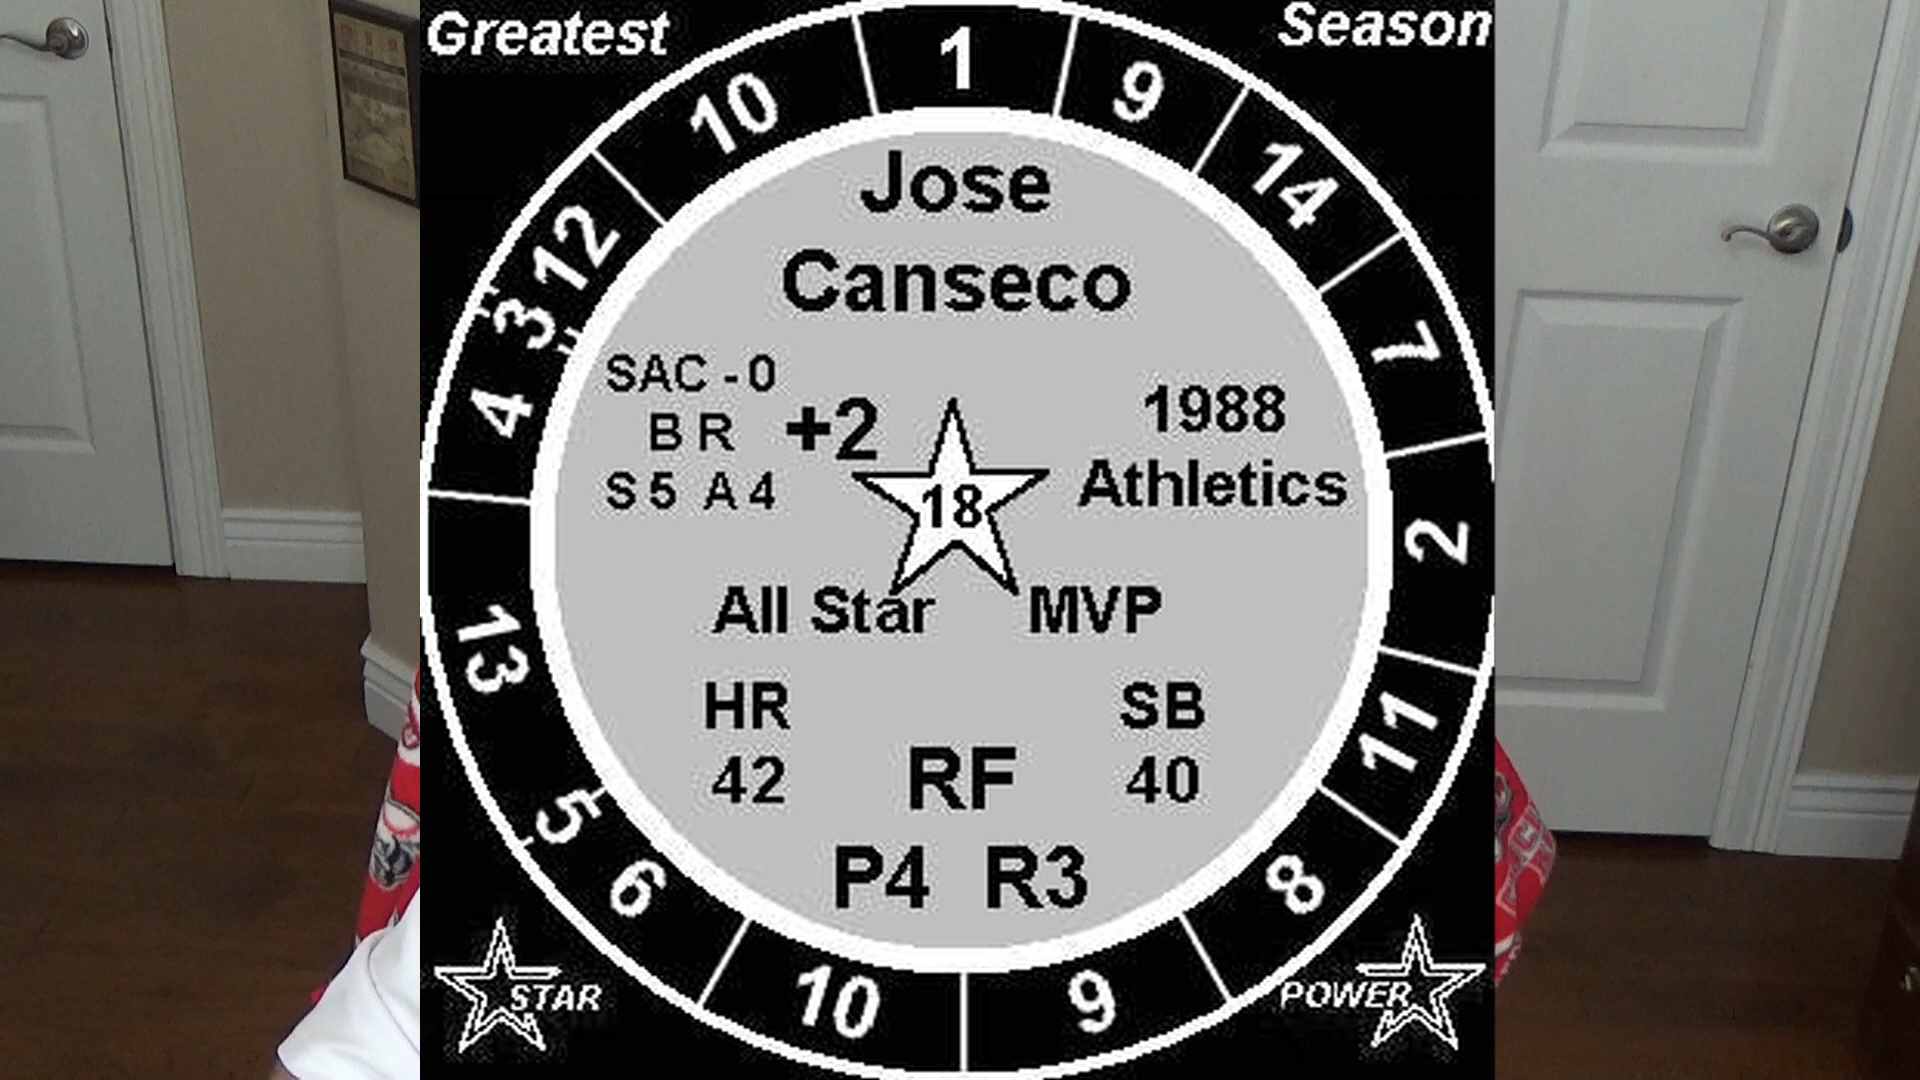 Greatest Season
1
9
14
7
2
11
8
9
10
6
5
13
4
3
12
10
Jose
Canseco
SAC - 0
B R +2
S 5 A 4
18
1988
Athletics
All Star MVP
HR SB
42 RF 40
P4 R3
STAR POWER